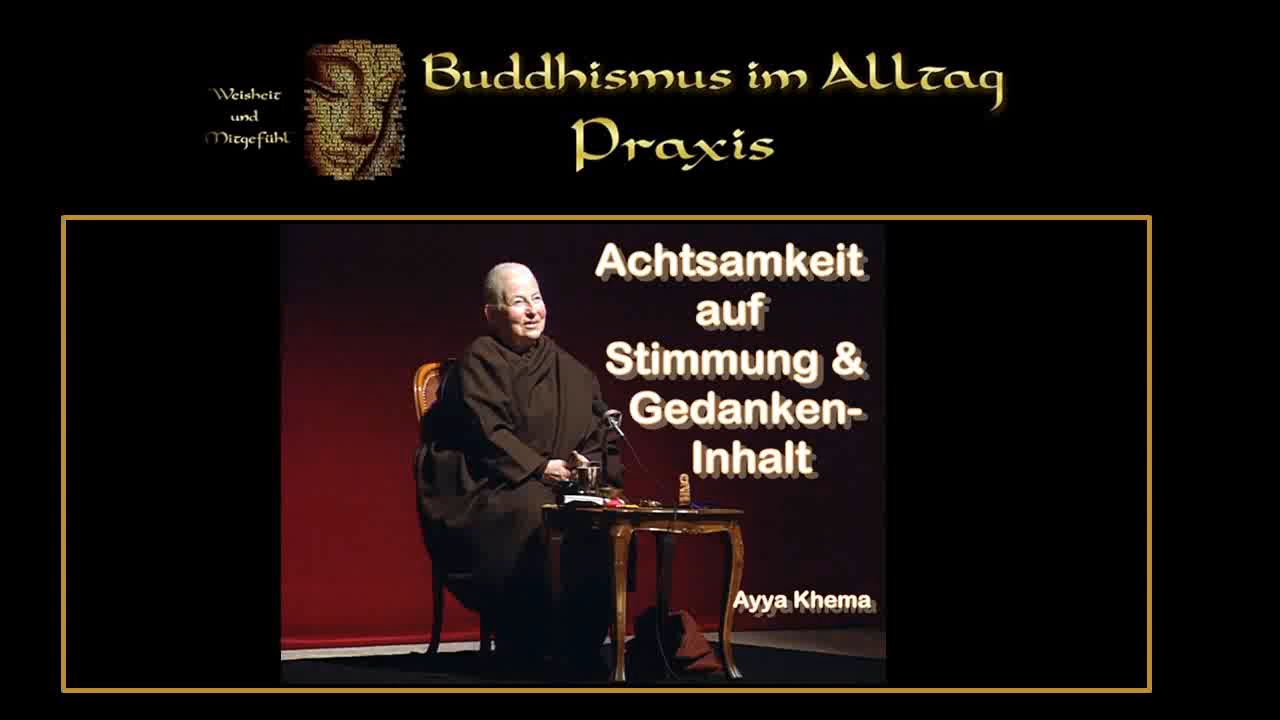 Weisheit
und
Mitgefühl
Buddhismus im Alltag
Praxis
Achtsamkeit
auf
Stimmung &
Gedanken-
Inhalt
Ayya Khema